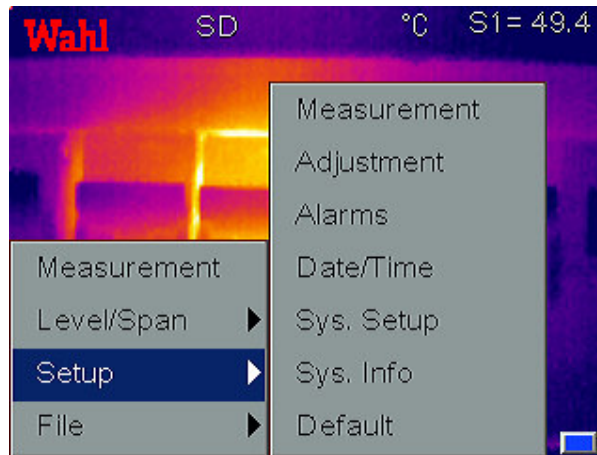 Wahl SD °C S1= 49.4
Measurement
Level/Span
Setup
File
Measurement
Adjustment
Alarms
Date/Time
Sys. Setup
Sys. Info
Default